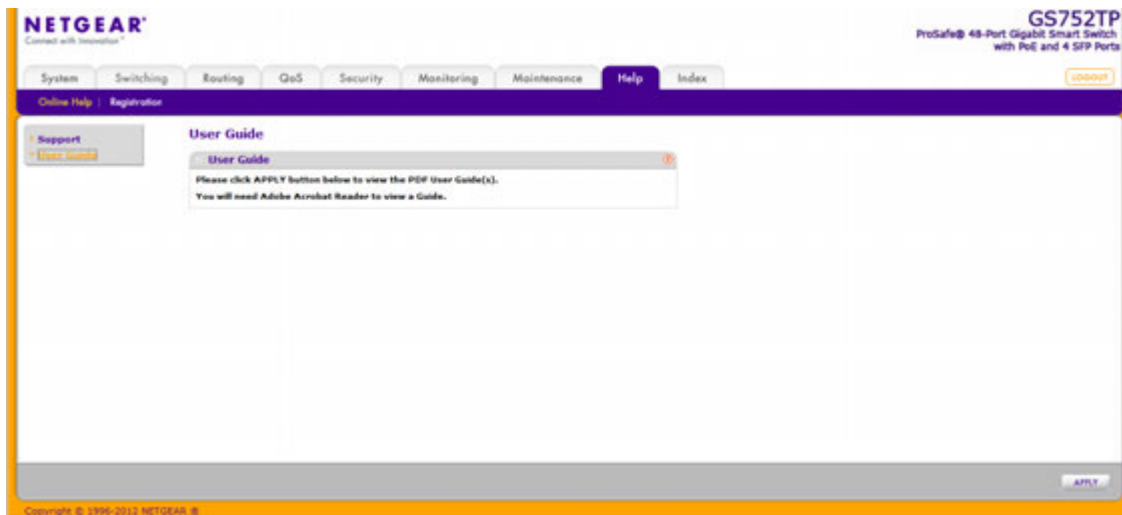 NETGEAR®
Connect with Innovation™
GS752TP
ProSafe® 48-Port Gigabit Smart Switch
with PoE and 4 SFP Ports
System Switching Routing QoS Security Monitoring Maintenance Help Index
LOGOUT
Online Help | Registration
Support
User Guide
User Guide
User Guide
Please click APPLY button below to view the PDF User Guide(s).
You will need Adobe Acrobat Reader to view a Guide.
APPLY
Copyright © 1996-2012 NETGEAR ®